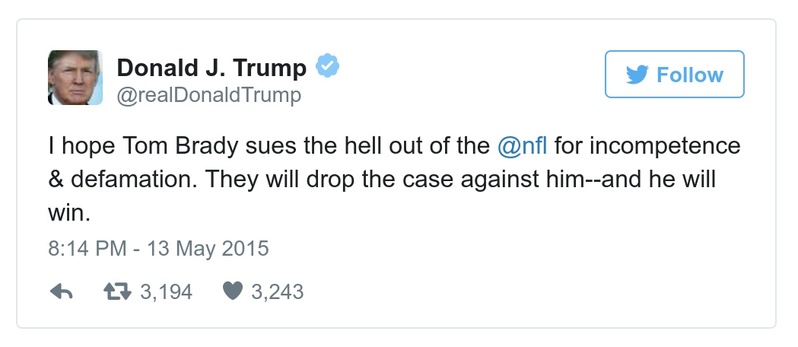 Donald J. Trump
@realDonaldTrump
Follow
I hope Tom Brady sues the hell out of the @nfl for incompetence
& defamation. They will drop the case against him--and he will
win.
8:14 PM - 13 May 2015
3,194 3,243